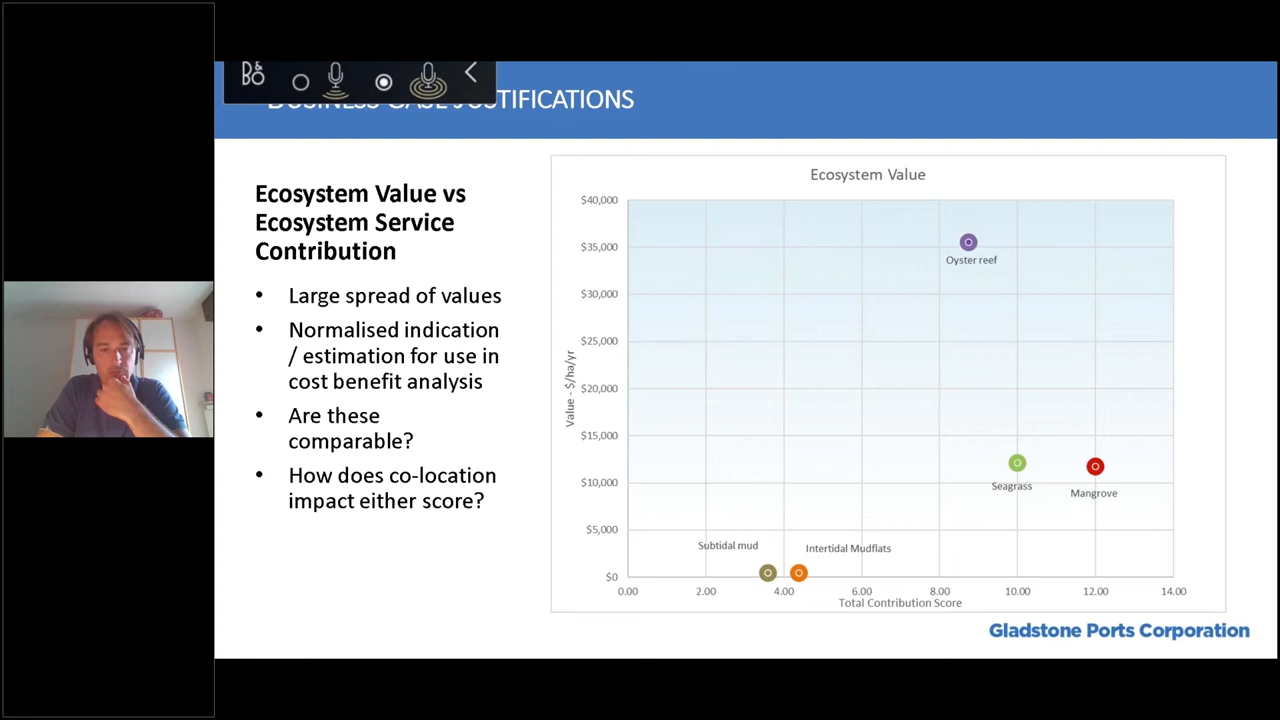 B&O
BUSINESS CASE JUSTIFICATIONS
Ecosystem Value vs
Ecosystem Service
Contribution
• Large spread of values
• Normalised indication
/ estimation for use in
cost benefit analysis
• Are these
comparable?
• How does co-location
impact either score?
Ecosystem Value
$40,000
$35,000
$30,000
$25,000
$20,000
$15,000
$10,000
$5,000
$0
Value - $/ha/yr
Oyster reef
Seagrass
Mangrove
Subtidal mud
Intertidal Mudflats
0.00 2.00 4.00 6.00 8.00 10.00 12.00 14.00
Total Contribution Score
Gladstone Ports Corporation